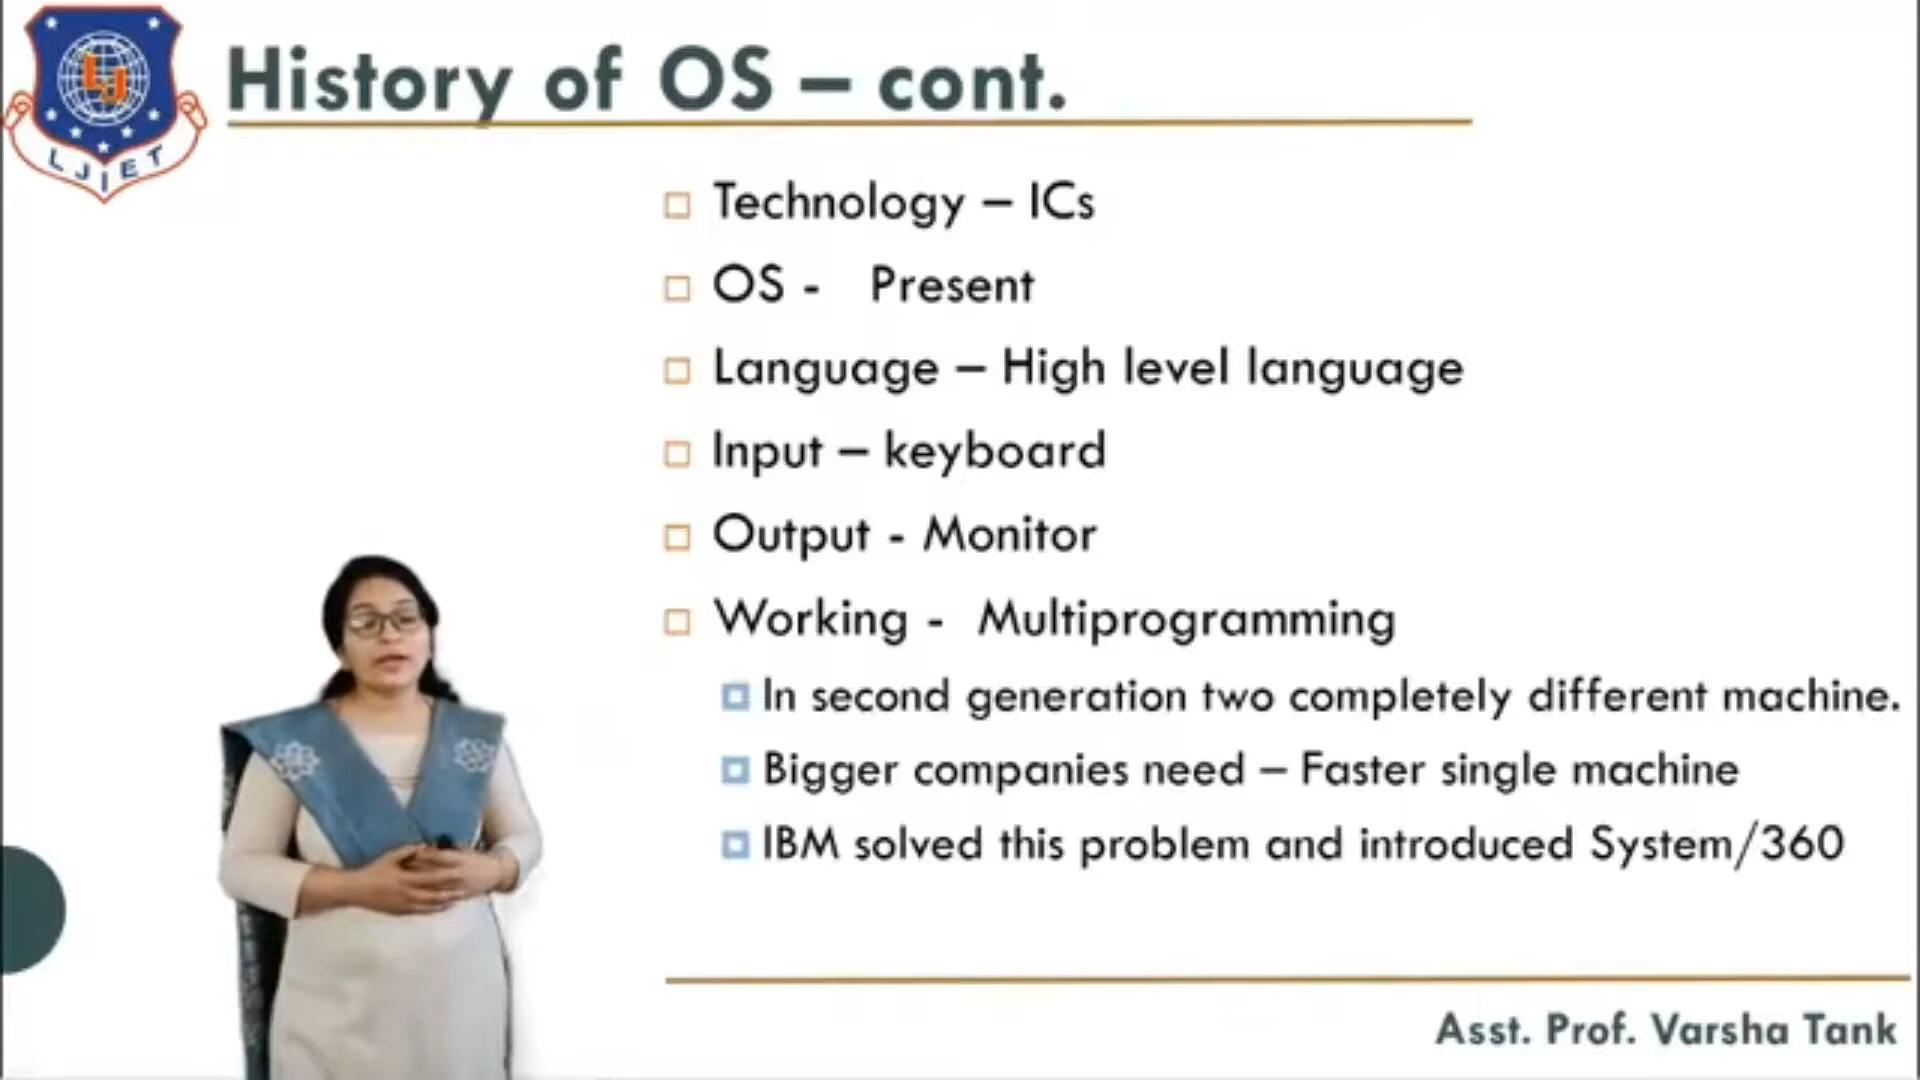 LJ
LJIET
History of OS – cont.
Technology – ICs
OS - Present
Language – High level language
Input – keyboard
Output - Monitor
Working - Multiprogramming
In second generation two completely different machine.
Bigger companies need – Faster single machine
IBM solved this problem and introduced System/360
Asst. Prof. Varsha Tank